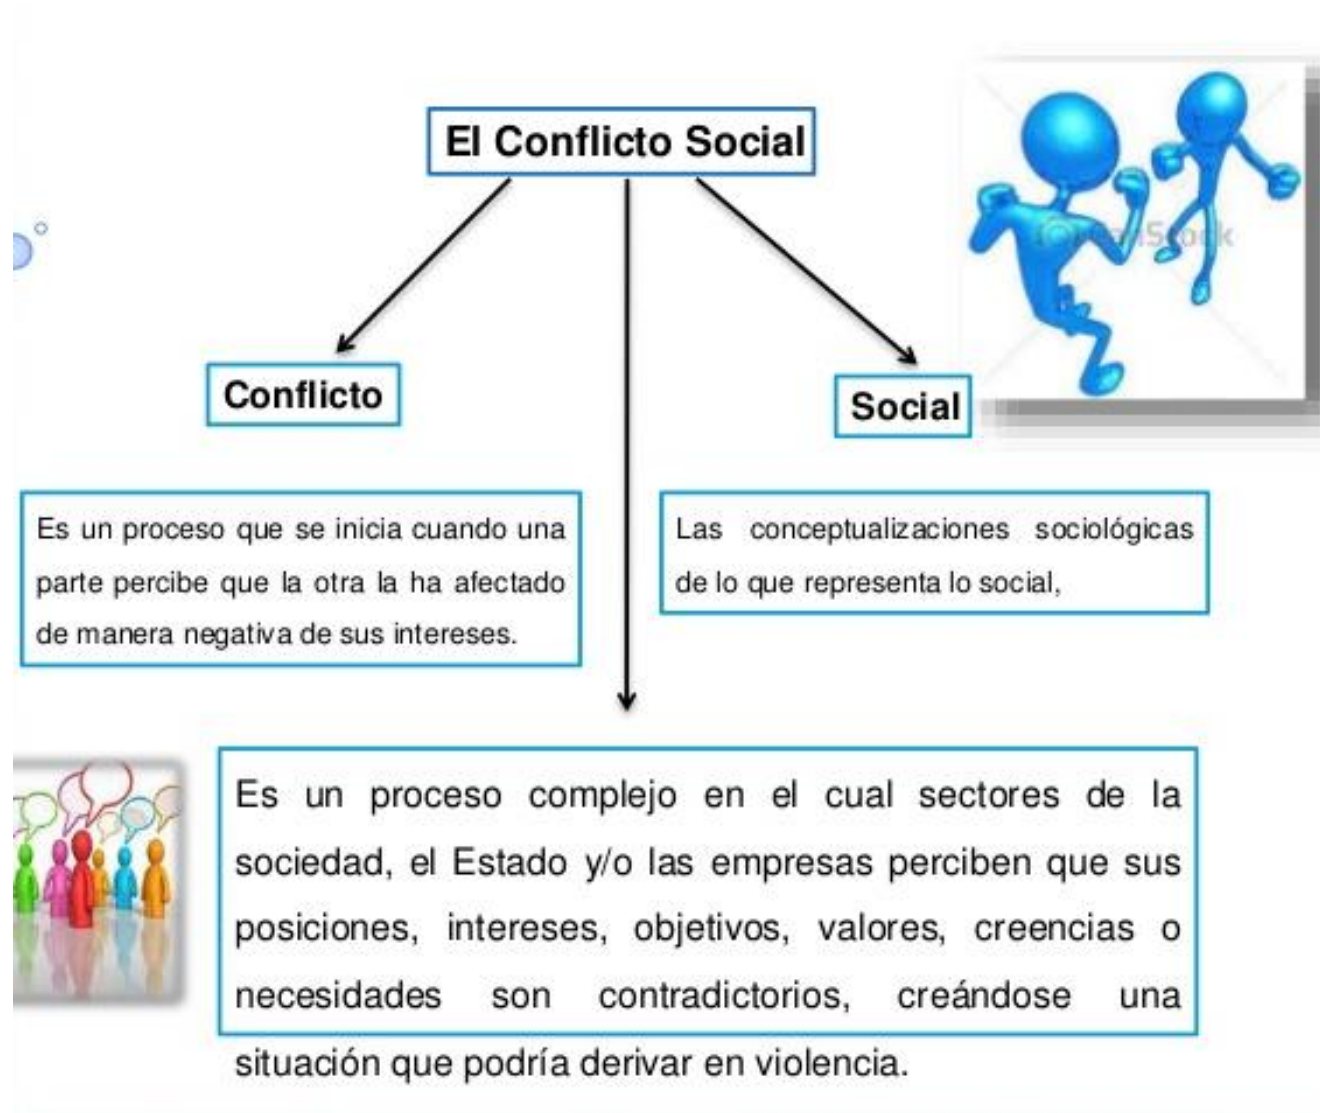 El Conflicto Social
Conflicto
Social
Es un proceso que se inicia cuando una
parte percibe que la otra la ha afectado
de manera negativa de sus intereses.
Las conceptualizaciones sociológicas
de lo que representa lo social,
Es un proceso complejo en el cual sectores de la
sociedad, el Estado y/o las empresas perciben que sus
posiciones, intereses, objetivos, valores, creencias o
necesidades son contradictorios, creándose una
situación que podría derivar en violencia.